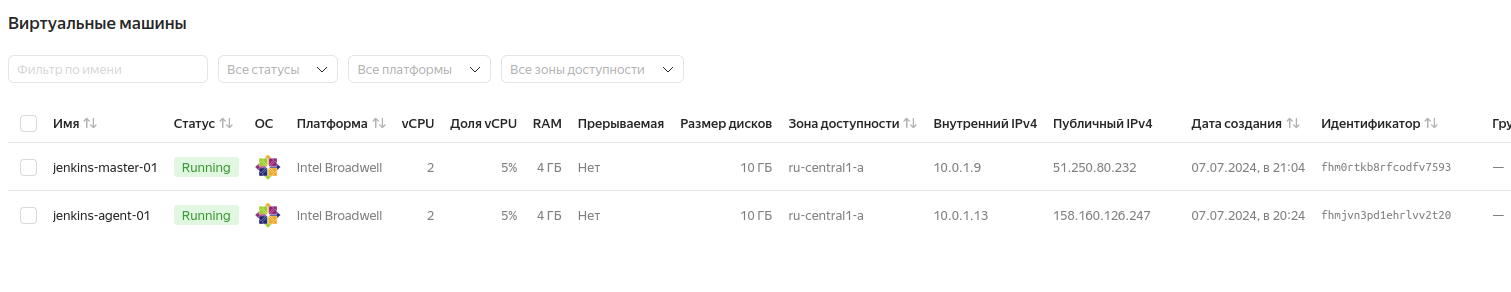 Виртуальные машины
Фильтр по имени Все статусы Все платформы Все зоны доступности
Имя Статус ОС Платформа vCPU Доля vCPU RAM Прерываемая Размер дисков Зона доступности Внутренний IPv4 Публичный IPv4 Дата создания Идентификатор Гру
jenkins-master-01 Running Intel Broadwell 2 5% 4 ГБ Нет 10 ГБ ru-central1-a 10.0.1.9 51.250.80.232 07.07.2024, в 21:04 fhm0rtkb8rfcodfv7593 —
jenkins-agent-01 Running Intel Broadwell 2 5% 4 ГБ Нет 10 ГБ ru-central1-a 10.0.1.13 158.160.126.247 07.07.2024, в 20:24 fhmjvn3pd1ehrlvv2t20 —